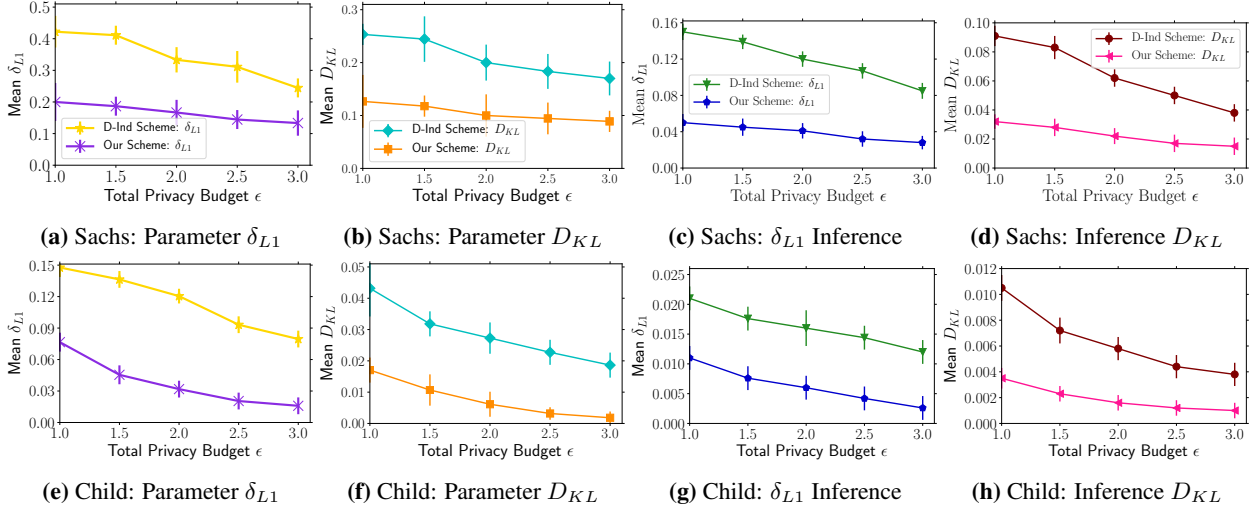 0.5
0.4
0.3
0.2
0.1
0.0
Mean δL1
D-Ind Scheme: δL1
Our Scheme: δL1
1.0 1.5 2.0 2.5 3.0
Total Privacy Budget ϵ
(a) Sachs: Parameter δL1
0.3
0.2
0.1
0.0
Mean DKL
D-Ind Scheme: DKL
Our Scheme: DKL
1.0 1.5 2.0 2.5 3.0
Total Privacy Budget ϵ
(b) Sachs: Parameter DKL
0.16
0.12
0.08
0.04
0.00
Mean δL1
D-Ind Scheme: δL1
Our Scheme: δL1
1.0 1.5 2.0 2.5 3.0
Total Privacy Budget ϵ
(c) Sachs: δL1 Inference
0.10
0.08
0.06
0.04
0.02
0.00
Mean DKL
D-Ind Scheme: DKL
Our Scheme: DKL
1.0 1.5 2.0 2.5 3.0
Total Privacy Budget ϵ
(d) Sachs: Inference DKL
0.15
0.12
0.09
0.06
0.03
0.00
Mean δL1
1.0 1.5 2.0 2.5 3.0
Total Privacy Budget ϵ
(e) Child: Parameter δL1
0.05
0.04
0.03
0.02
0.01
0.00
Mean DKL
1.0 1.5 2.0 2.5 3.0
Total Privacy Budget ϵ
(f) Child: Parameter DKL
0.025
0.020
0.015
0.010
0.005
0.000
Mean δL1
1.0 1.5 2.0 2.5 3.0
Total Privacy Budget ϵ
(g) Child: δL1 Inference
0.012
0.010
0.008
0.006
0.004
0.002
0.000
Mean DKL
1.0 1.5 2.0 2.5 3.0
Total Privacy Budget ϵ
(h) Child: Inference DKL